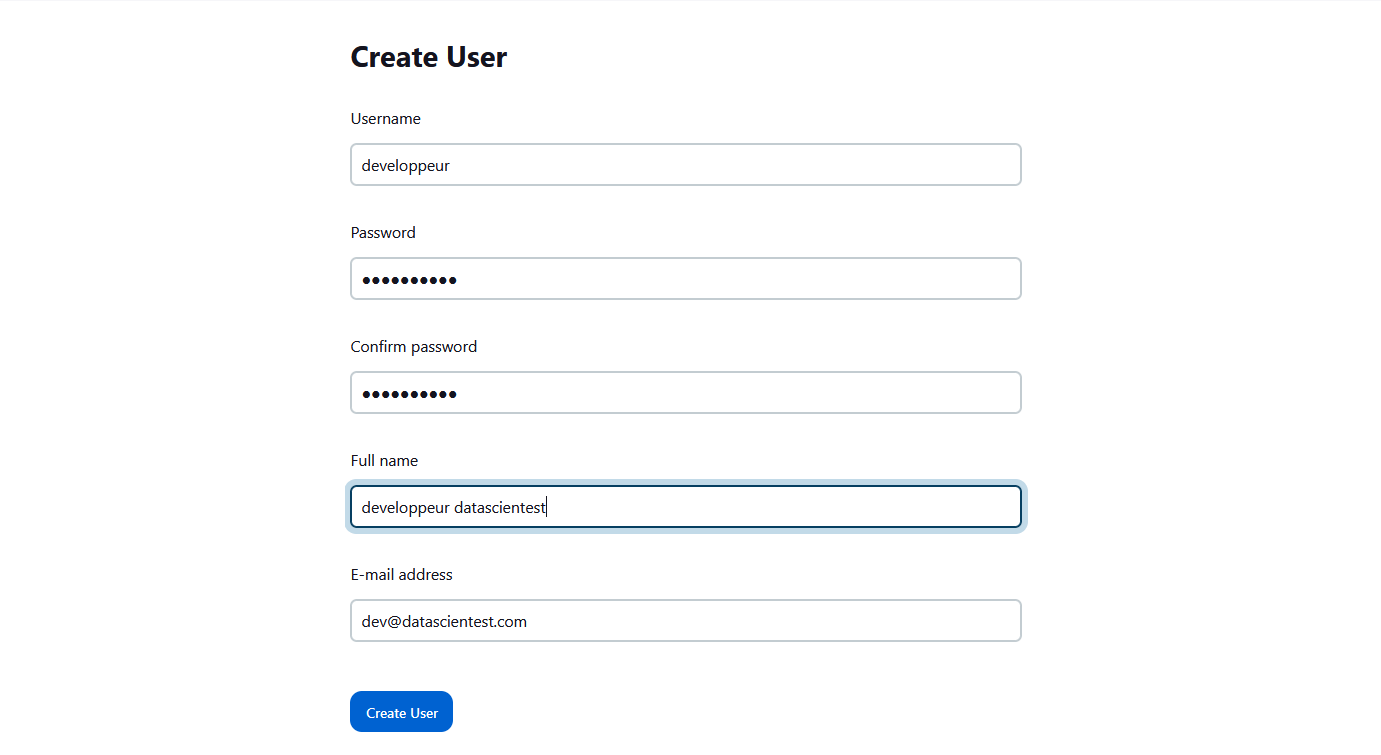 Create User
Username
developpeur
Password
••••••••••
Confirm password
••••••••••
Full name
developpeur datascientest
E-mail address
dev@datascientest.com
Create User